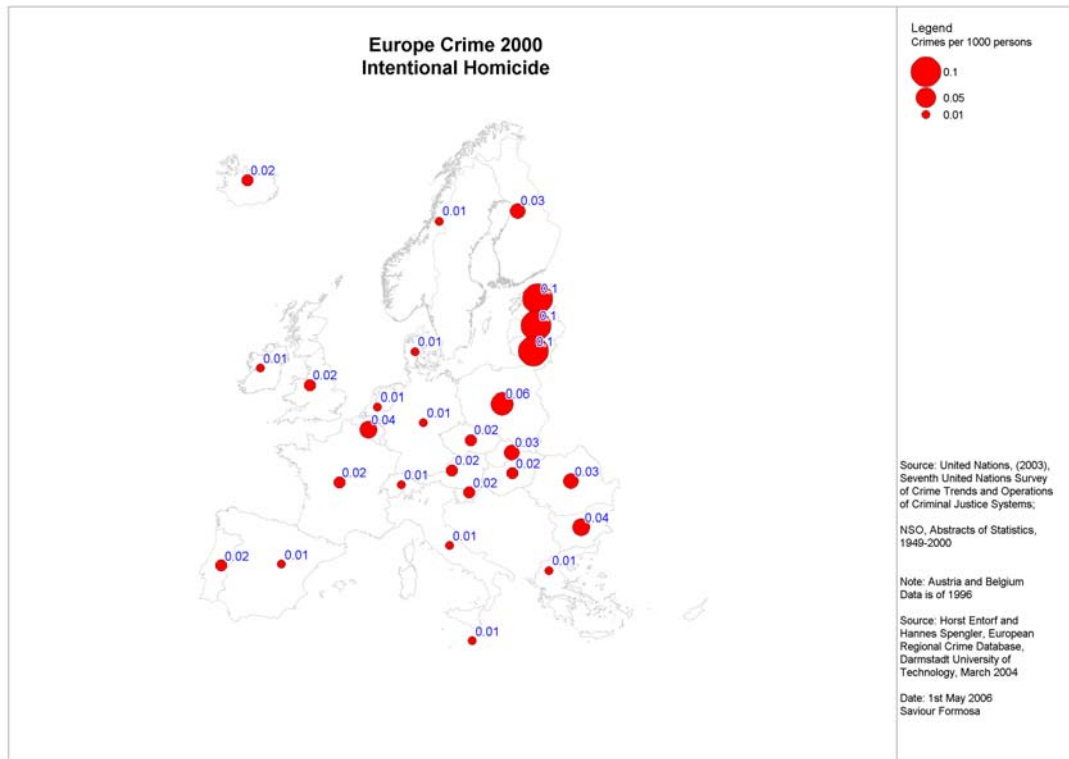 Europe Crime 2000
Intentional Homicide
0.02
0.01
0.03
0.1
0.1
0.1
0.01
0.01
0.02
0.01
0.06
0.04
0.01
0.02
0.03
0.02
0.02
0.02
0.01
0.03
0.02
0.04
0.01
0.02
0.01
0.01
0.01
Legend
Crimes per 1000 persons
0.1
0.05
0.01
Source: United Nations, (2003),
Seventh United Nations Survey
of Crime Trends and Operations
of Criminal Justice Systems;
NSO, Abstracts of Statistics,
1949-2000
Note: Austria and Belgium
Data is of 1996
Source: Horst Entorf and
Hannes Spengler, European
Regional Crime Database,
Darmstadt University of
Technology, March 2004
Date: 1st May 2006
Saviour Formosa